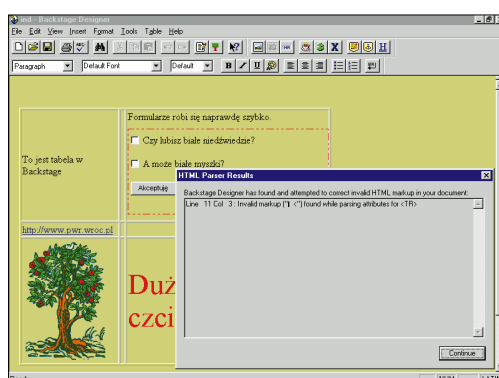 ind - Backstage Designer
File Edit View Insert Format Tools Table Help
Paragraph Default Font Default B I U
Formularze robi się naprawdę szybko.
Czy lubisz białe niedźwiedzie?
To jest tabela w
Backstage
A może białe myszki?
Akceptuję
HTML Parser Results
Backstage Designer has found and attempted to correct invalid HTML markup in your document:
Line 11 Col 3 : Invalid markup ("] <") found while parsing attributes for <TR>
http://www.pwr.wroc.pl
Duż
czci
Continue